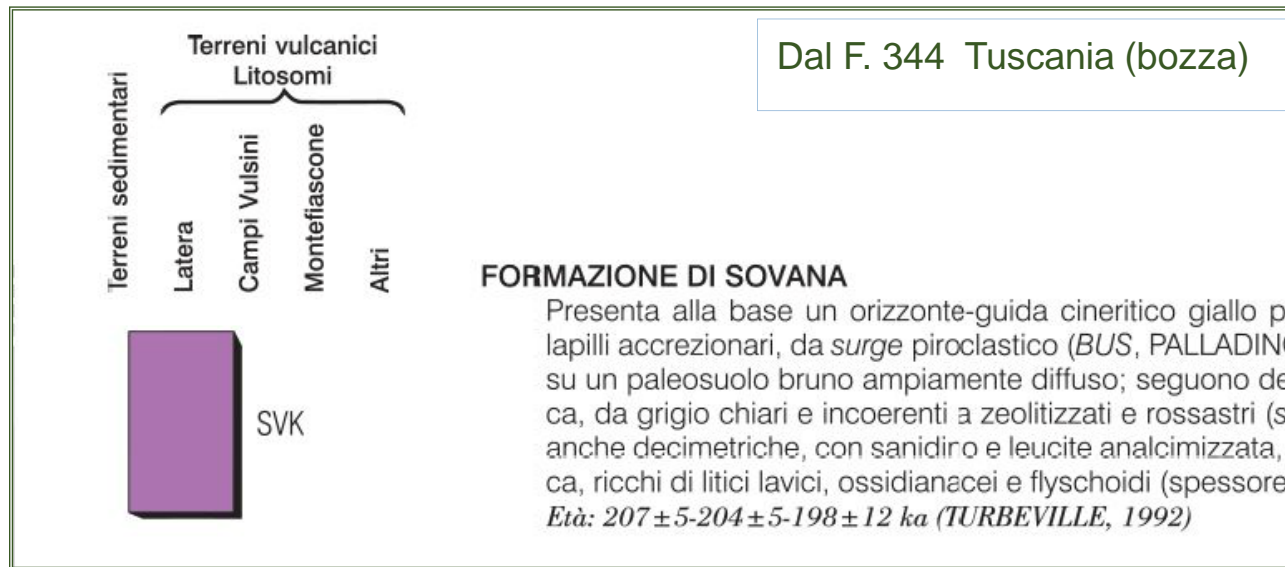 Terreni vulcanici
Litosomi
Dal F. 344 Tuscania (bozza)
Terreni sedimentari
Latera
Campi Vulsini
Montefiascone
Altri
SVK
FORMAZIONE DI SOVANA
Presenta alla base un orizzonte-guida cineritico giallo p
lapilli accrezionari, da surge piroclastico (BUS, PALLADINO
su un paleosuolo bruno ampiamente diffuso; seguono de
ca, da grigio chiari e incoerenti a zeolitizzati e rossastri (s
anche decimetriche, con sanidino e leucite analcimizzata,
ca, ricchi di litici lavici, ossidianacei e flyschoidi (spessore
Età: 207±5-204±5-198±12 ka (TURBEVILLE, 1992)